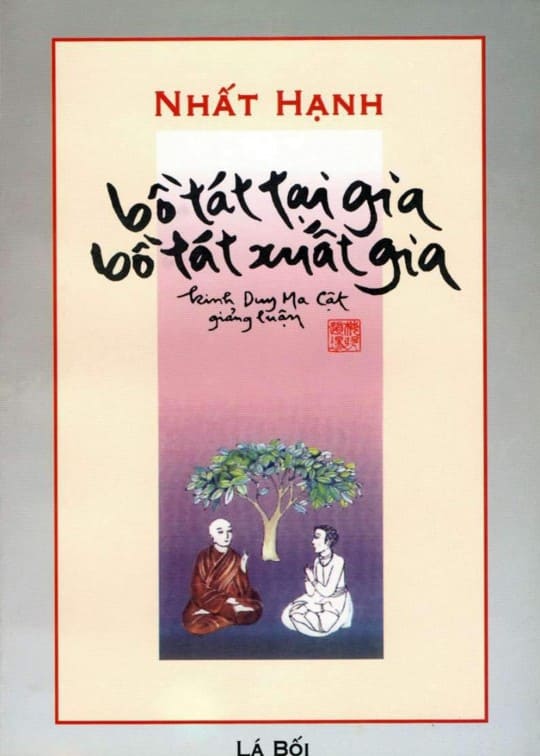 NHẤT HẠNH
bồ tát tại gia
bồ tát xuất gia
kinh Duy Ma Cật
giảng luận
LÁ BỐI